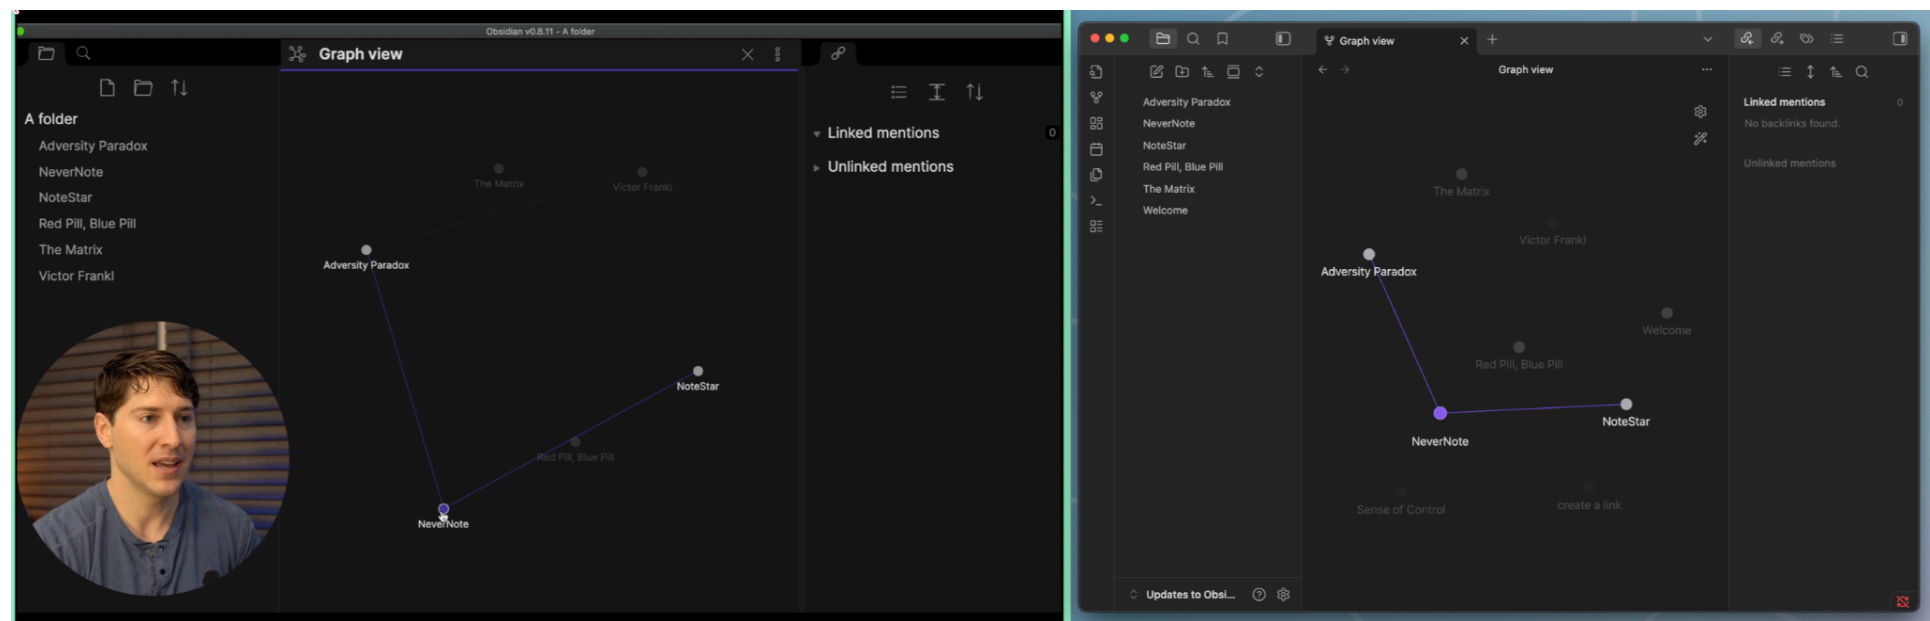 Obsidian v0.8.11 - A folder
Graph view
A folder
Adversity Paradox
NeverNote
NoteStar
Red Pill, Blue Pill
The Matrix
Victor Frankl
The Matrix
Victor Frankl
Adversity Paradox
NoteStar
Red Pill, Blue Pill
NeverNote
Linked mentions
0
Unlinked mentions
Graph view
Graph view
Adversity Paradox
NeverNote
NoteStar
Red Pill, Blue Pill
The Matrix
Welcome
Updates to Obsi...
The Matrix
Victor Frankl
Adversity Paradox
Welcome
Red Pill, Blue Pill
NoteStar
NeverNote
Sense of Control
create a link
Linked mentions
0
No backlinks found.
Unlinked mentions